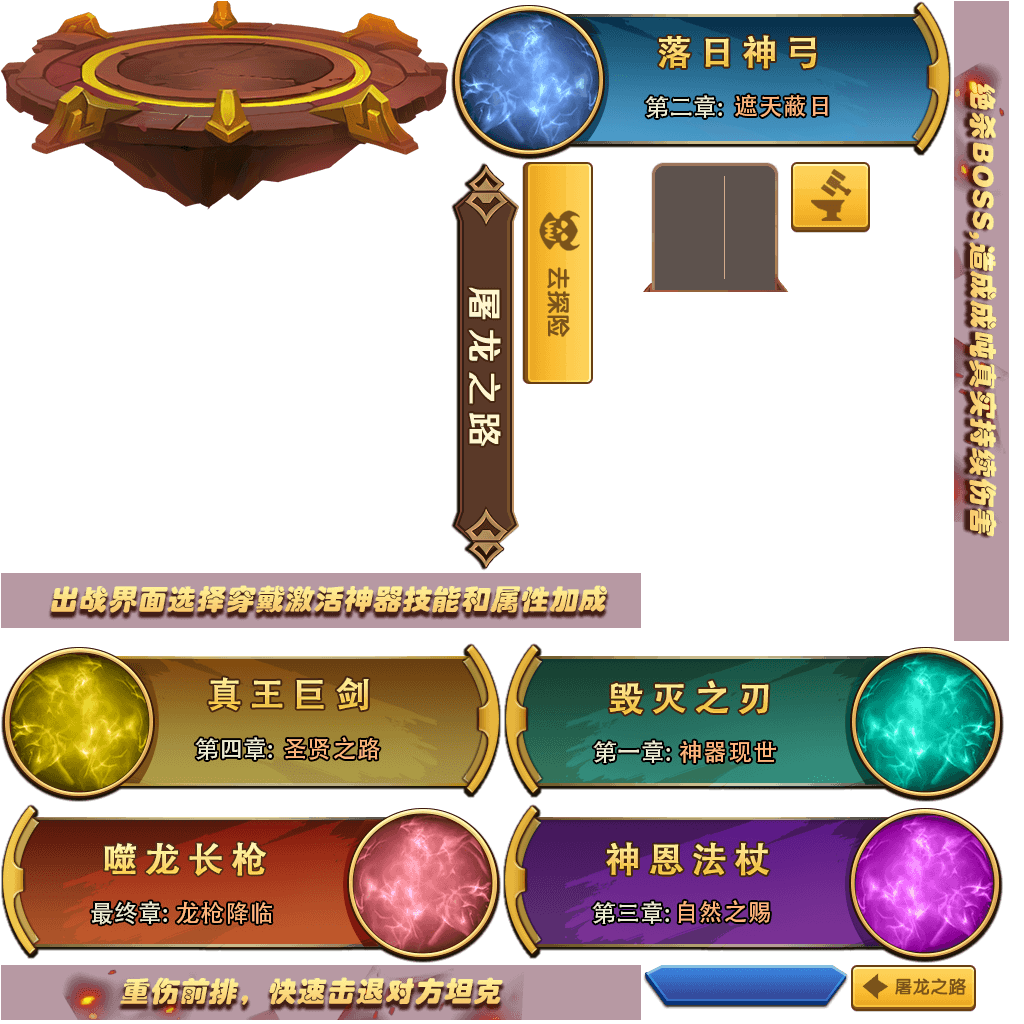 落日神弓
第二章: 遮天蔽日
去探险
屠龙之路
绝杀BOSS,造成成吨真实持续伤害
出战界面选择穿戴激活神器技能和属性加成
真王巨剑
第四章: 圣贤之路
毁灭之刃
第一章: 神器现世
噬龙长枪
最终章: 龙枪降临
神恩法杖
第三章: 自然之赐
重伤前排，快速击退对方坦克
屠龙之路